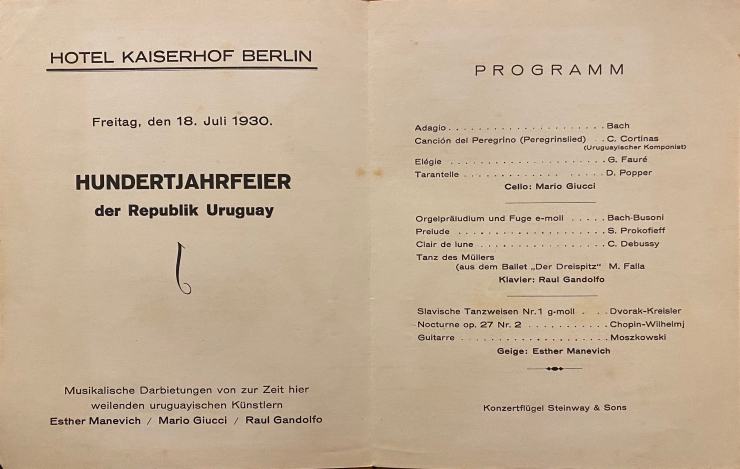 HOTEL KAISERHOF BERLIN
Freitag, den 18. Juli 1930.
HUNDERTJAHRFEIER
der Republik Uruguay
Musikalische Darbietungen von zur Zeit hier
weilenden uruguayischen Künstlern
Esther Manevich / Mario Giucci / Raul Gandolfo
PROGRAMM
Adagio . . . . . . . . . . . . . . . . . . . . . Bach
Canción del Peregrino (Peregrinslied) . . C. Cortinas
(Uruguayischer Komponist)
Elégie . . . . . . . . . . . . . . . . . . . . G. Fauré
Tarantelle . . . . . . . . . . . . . . . . . . D. Popper
Cello: Mario Giucci
Orgelpräludium und Fuge e-moll . . . . . Bach-Busoni
Prelude . . . . . . . . . . . . . . . . . . . S. Prokofieff
Clair de lune . . . . . . . . . . . . . . . . . C. Debussy
Tanz des Müllers
(aus dem Ballet „Der Dreispitz" M. Falla
Klavier: Raul Gandolfo
Slavische Tanzweisen Nr. 1 g-moll . . . Dvorak-Kreisler
Nocturne op. 27 Nr. 2 . . . . . . . . . . . Chopin-Wilhelmj
Guitarre . . . . . . . . . . . . . . . . . . . . Moszkowski
Geige: Esther Manevich
Konzertflügel Steinway & Sons